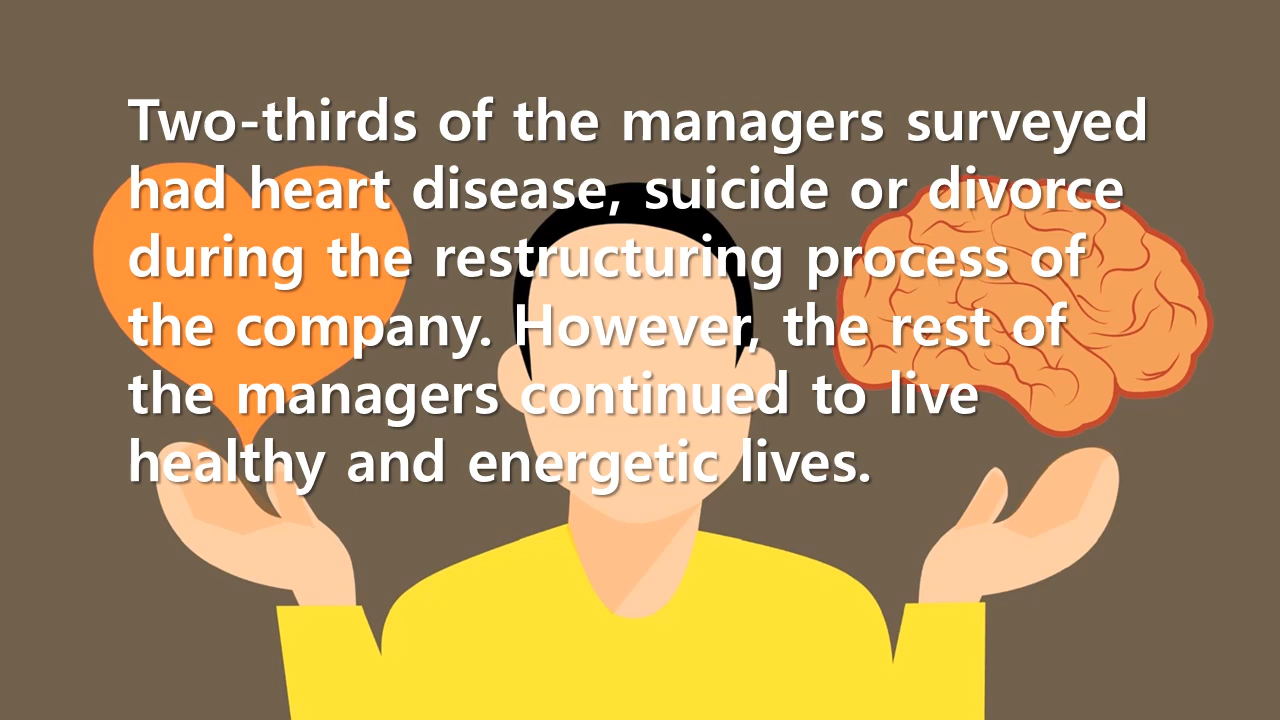 Two-thirds of the managers surveyed
had heart disease, suicide or divorce
during the restructuring process of
the company. However, the rest of
the managers continued to live
healthy and energetic lives.